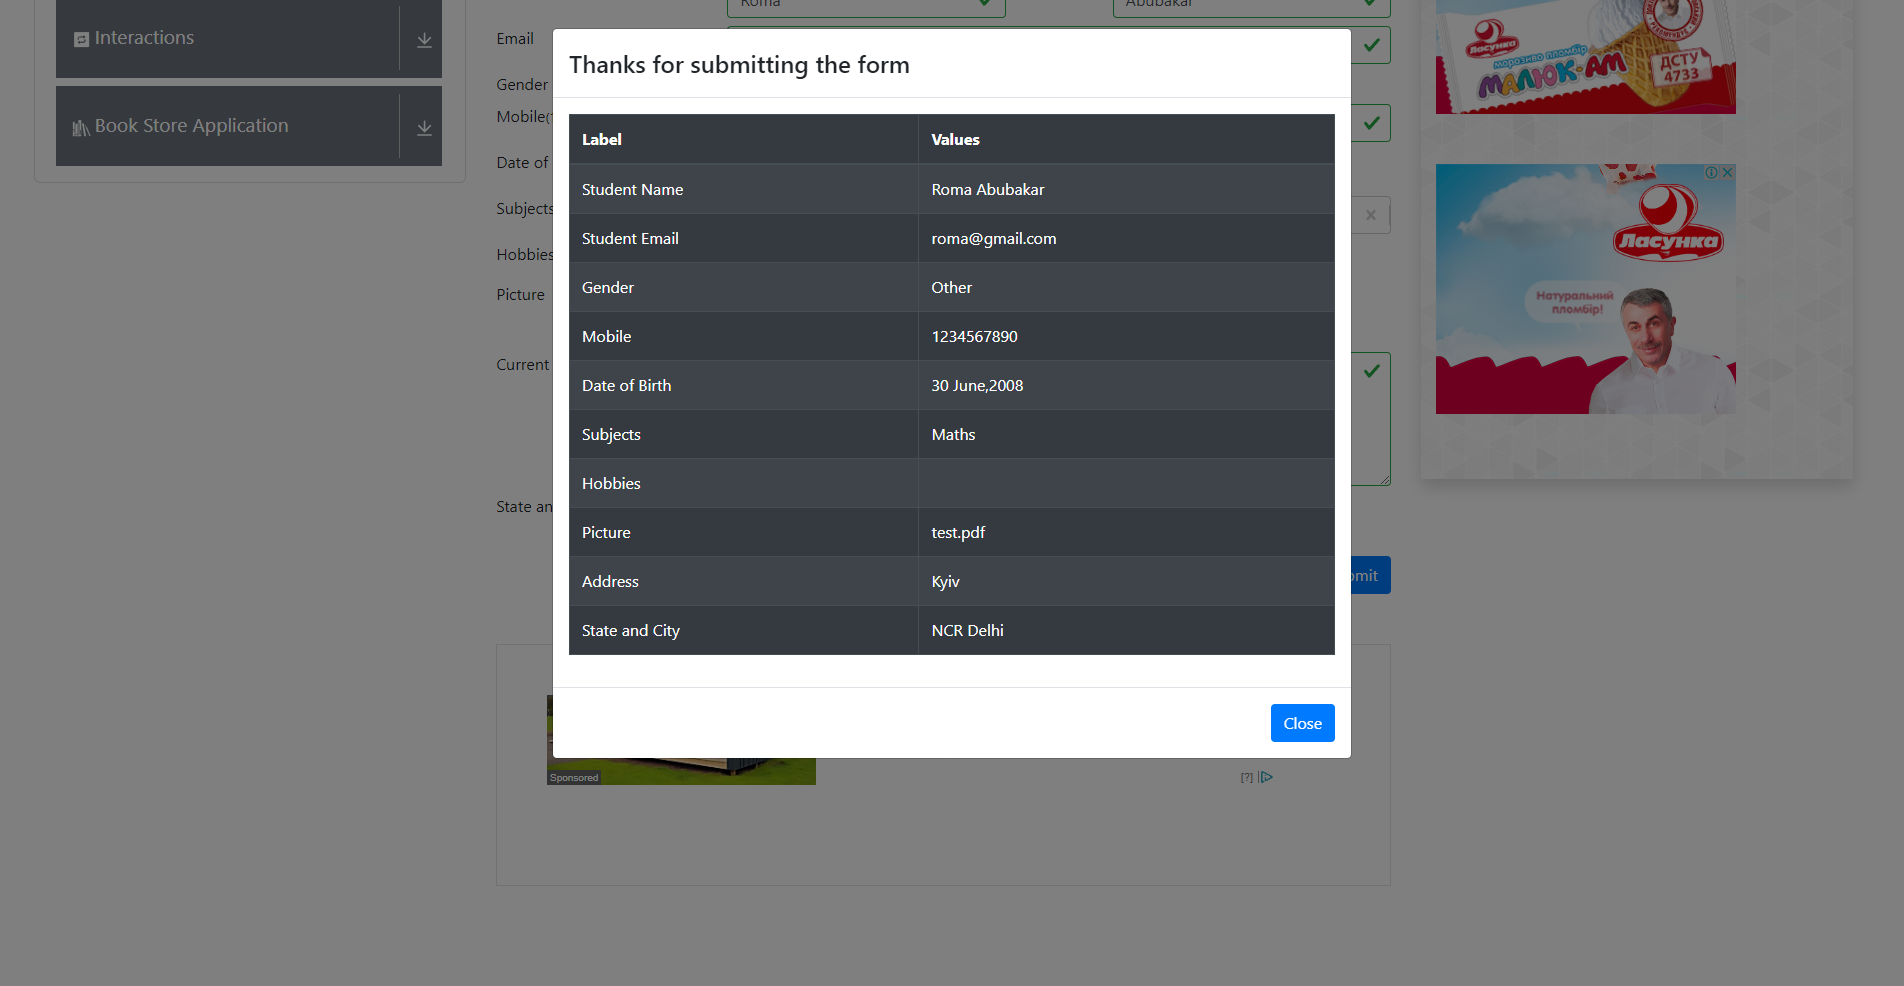 Interactions
Book Store Application
Roma
Abubakar
Email
Gender
Mobile(
Date of
Subjects
Hobbies
Picture
Current
State an
Thanks for submitting the form
Label Values
Student Name Roma Abubakar
Student Email roma@gmail.com
Gender Other
Mobile 1234567890
Date of Birth 30 June,2008
Subjects Maths
Hobbies
Picture test.pdf
Address Kyiv
State and City NCR Delhi
Close
omit
Sponsored
[?]
Ласунка
морозиво пломбір
МАЛЮК-АМ
ДСТУ
4733
Ласунка
Натуральний
пломбір!